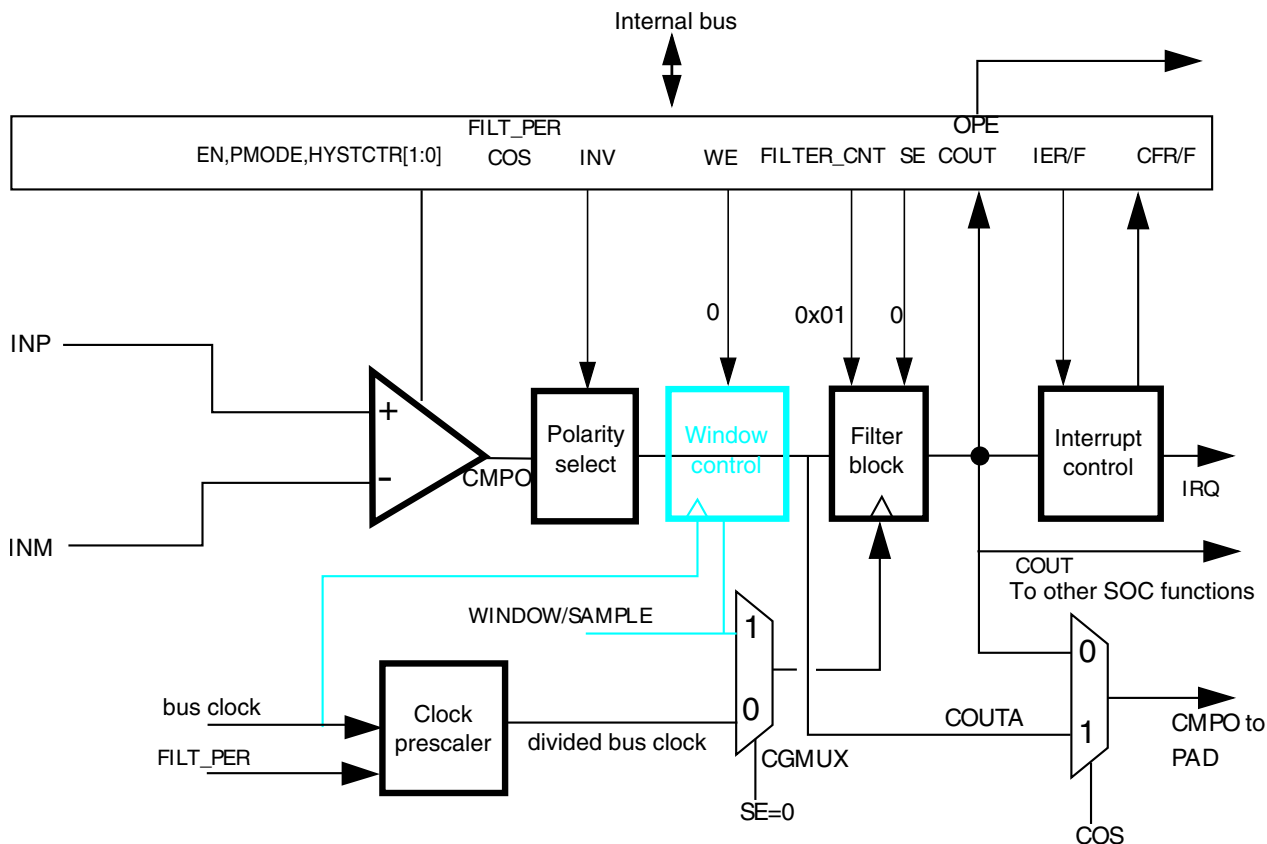 Internal bus
FILT_PER
OPE
EN,PMODE,HYSTCTR[1:0]
COS
INV
WE
FILTER_CNT
SE
COUT
IER/F
CFR/F
0
0x01
0
INP
+
-
INM
CMPO
Polarity
select
Window
control
Filter
block
Interrupt
control
IRQ
COUT
To other SOC functions
WINDOW/SAMPLE
1
0
CGMUX
SE=0
bus clock
FILT_PER
Clock
prescaler
divided bus clock
COUTA
0
1
CMPO to
PAD
COS